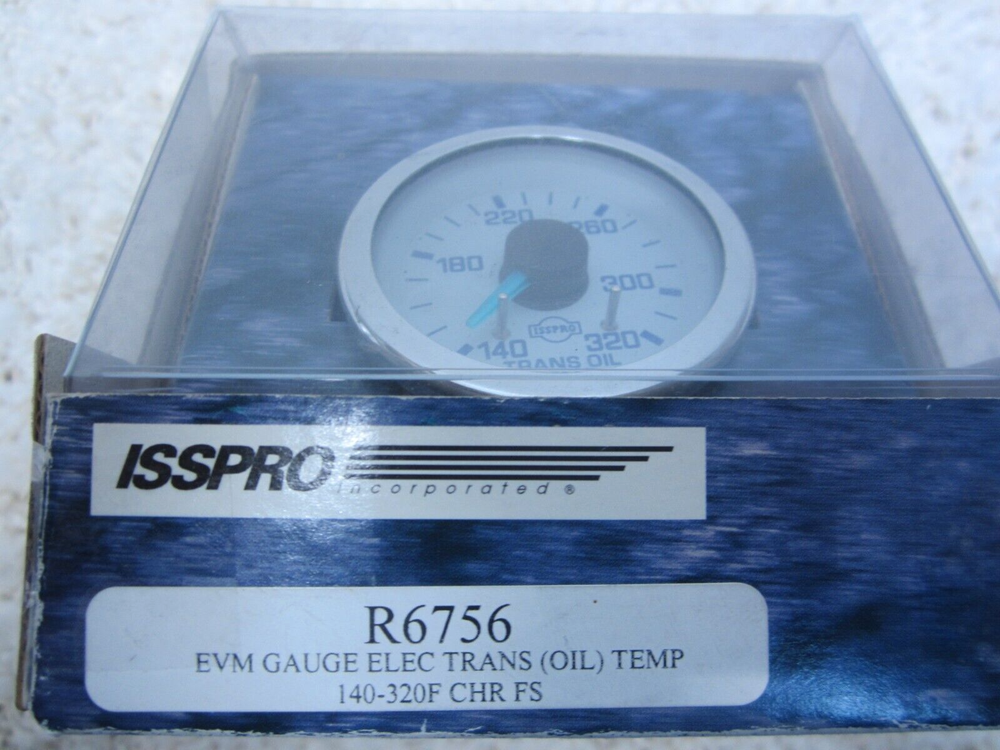 220
260
180
300
ISSPRO
140
320
TRANS OIL
ISSPRO
incorporated ®
R6756
EVM GAUGE ELEC TRANS (OIL) TEMP
140-320F CHR FS